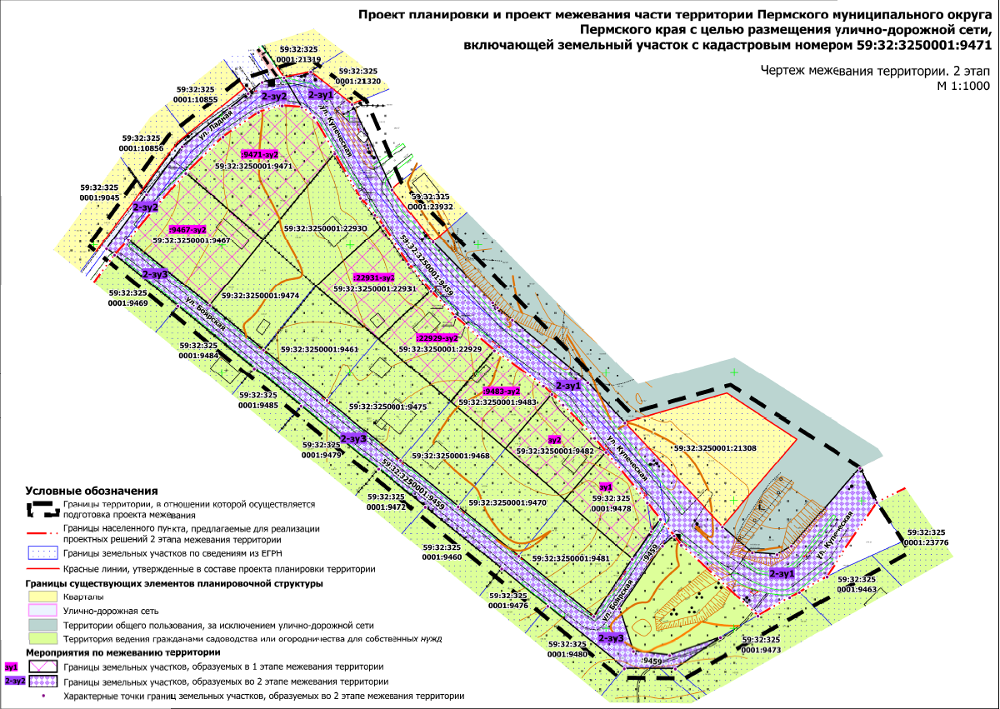 Проект планировки и проект межевания части территории Пермского муниципального округа
Пермского края с целью размещения улично-дорожной сети,
включающей земельный участок с кадастровым номером 59:32:3250001:9471
Чертеж межевания территории. 2 этап
М 1:1000
59:32:325
0001:21319
59:32:325
0001:21320
59:32:325
0001:10855
2-зу2
2-зу1
ул. Ладная
ул. Купеческая
59:32:325
0001:10856
:9471-зу2
59:32:3250001:9471
59:32:325
0001:9045
2-зу2
59:32:325
0001:23932
:9467-зу2
59:32:3250001:9467
59:32:3250001:22930
59:32:3250001:9459
2-зу3
:22931-зу2
59:32:3250001:22931
59:32:325
0001:9469
59:32:3250001:9474
ул. Боярская
:22929-зу2
59:32:3250001:22929
59:32:325
0001:9484
59:32:3250001:9461
2-зу1
:9483-зу2
59:32:3250001:9483
59:32:325
0001:9485
59:32:3250001:9475
2-зу3
зу2
59:32:3250001:9482
ул. Купеческая
59:32:3250001:21308
59:32:325
0001:9479
59:32:3250001:9468
59:32:3250001:9459
зу1
59:32:325
0001:9478
59:32:325
0001:9472
59:32:3250001:9470
ул. Купеческая
59:32:325
0001:23776
59:32:325
0001:9460
59:32:3250001:9481
:9459
2-зу1
59:32:325
0001:9463
59:32:325
0001:9476
ул. Боярская
2-зу3
59:32:325
0001:9473
59:32:325
0001:9480
:9459
Условные обозначения
Границы территории, в отношении которой осуществляется
подготовка проекта межевания
Границы населенного пункта, предлагаемые для реализации
проектных решений 2 этапа межевания территории
Границы земельных участков по сведениям из ЕГРН
Красные линии, утвержденные в составе проекта планировки территории
Границы существующих элементов планировочной структуры
Кварталы
Улично-дорожная сеть
Территории общего пользования, за исключением улично-дорожной сети
Территория ведения гражданами садоводства или огородничества для собственных нужд
Мероприятия по межеванию территории
зу1 Границы земельных участков, образуемых в 1 этапе межевания территории
2-зу2 Границы земельных участков, образуемых во 2 этапе межевания территории
Характерные точки границ земельных участков, образуемых во 2 этапе межевания территории